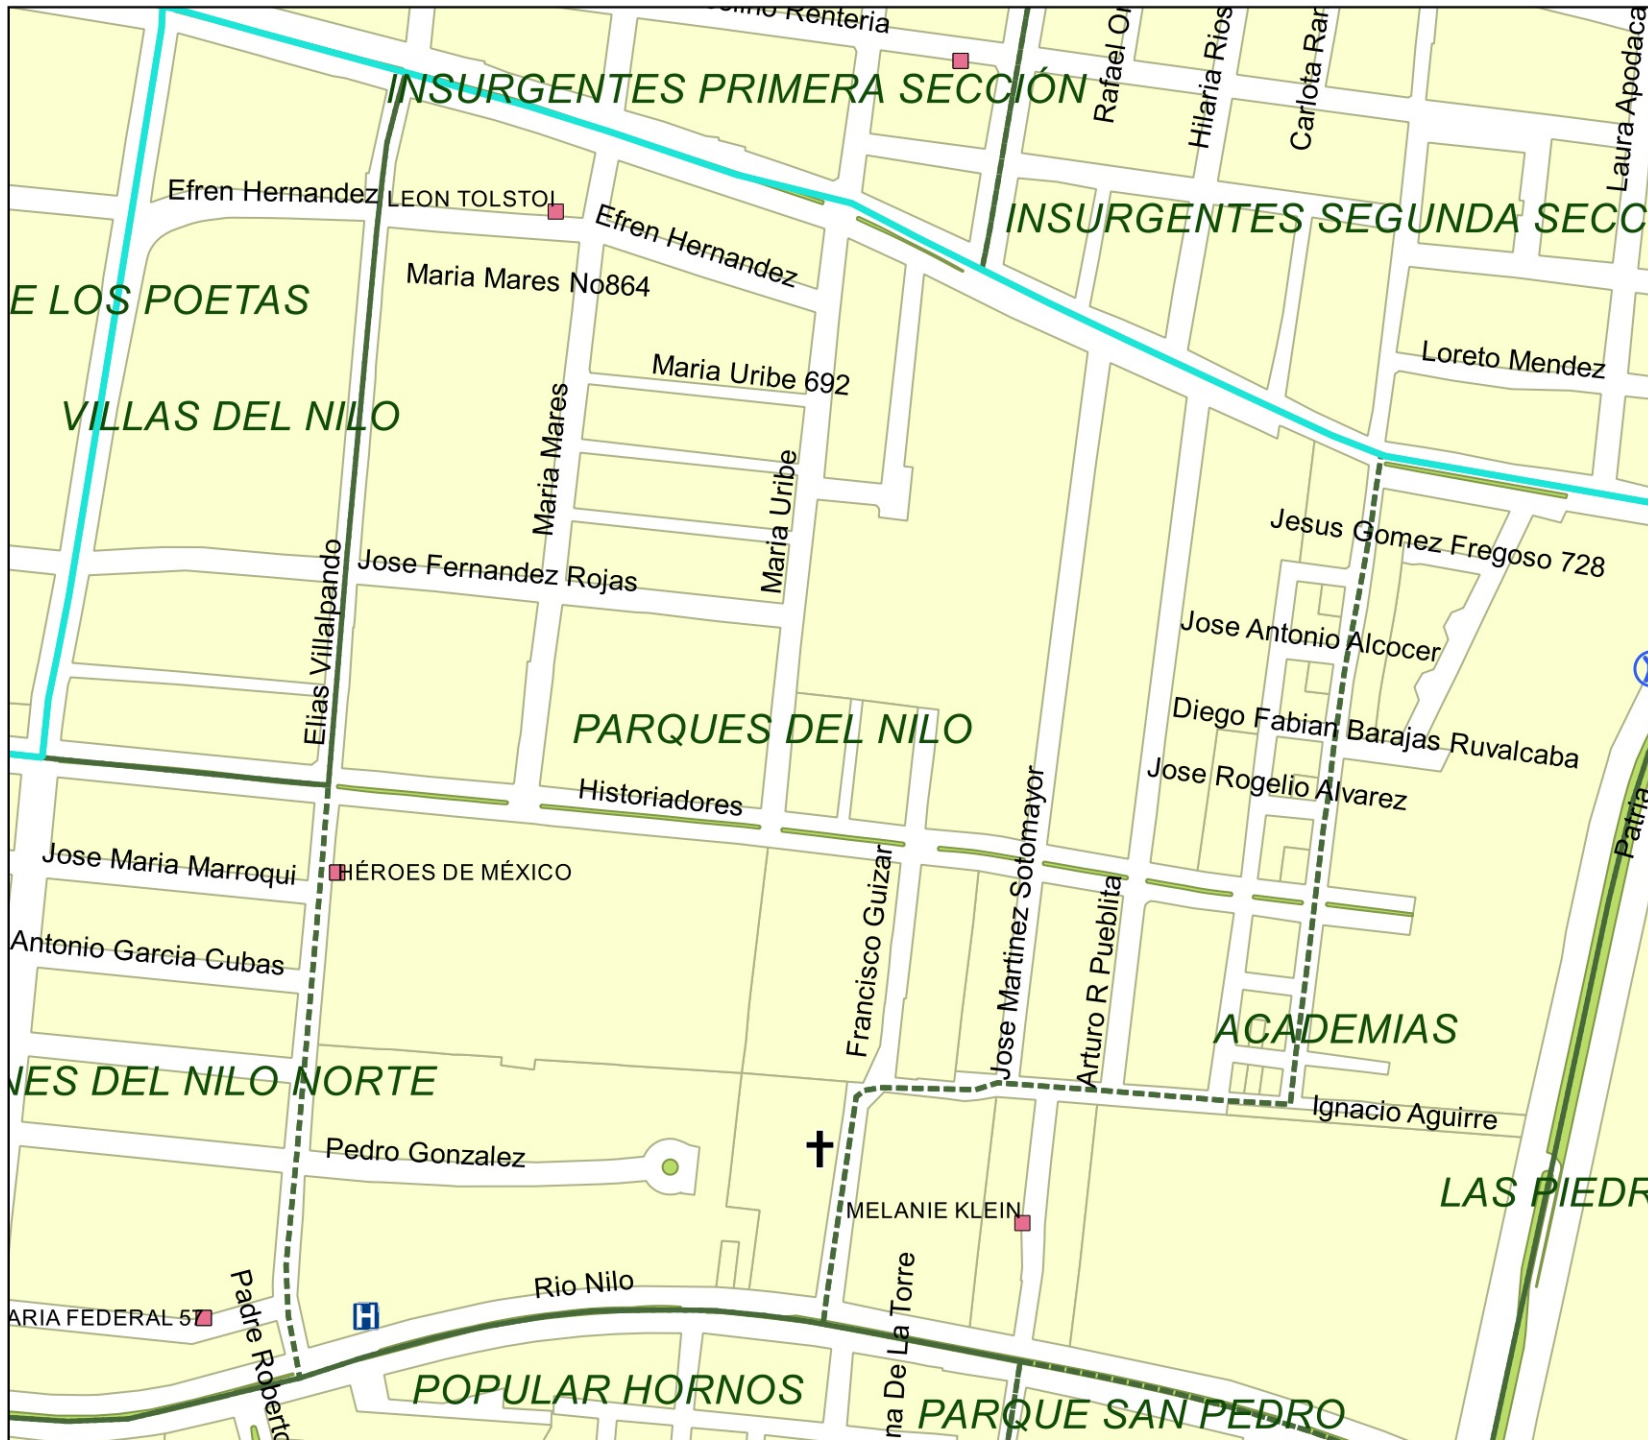 Renteria
INSURGENTES PRIMERA SECCIÓN
Rafael
Hilaria Rios
Carlota
Laura Apodaca
Efren Hernandez
LEON TOLSTOI
Efren Hernandez
INSURGENTES SEGUNDA SECC
Maria Mares No864
E LOS POETAS
Loreto Mendez
Maria Uribe 692
VILLAS DEL NILO
Maria Mares
Maria Uribe
Jesus Gomez Fregoso 728
Jose Fernandez Rojas
Elias Villalpando
Jose Antonio Alcocer
PARQUES DEL NILO
Diego Fabian Barajas Ruvalcaba
Jose Rogelio Alvarez
Historiadores
Patria
Jose Maria Marroqui
HÉROES DE MÉXICO
Francisco Guizar
Jose Martinez Sotomayor
Arturo R Pueblita
Antonio Garcia Cubas
ACADEMIAS
NES DEL NILO NORTE
Ignacio Aguirre
Pedro Gonzalez
LAS PIEDR
MELANIE KLEIN
Rio Nilo
H
ARIA FEDERAL 57
Padre Roberto
na De La Torre
POPULAR HORNOS
PARQUE SAN PEDRO